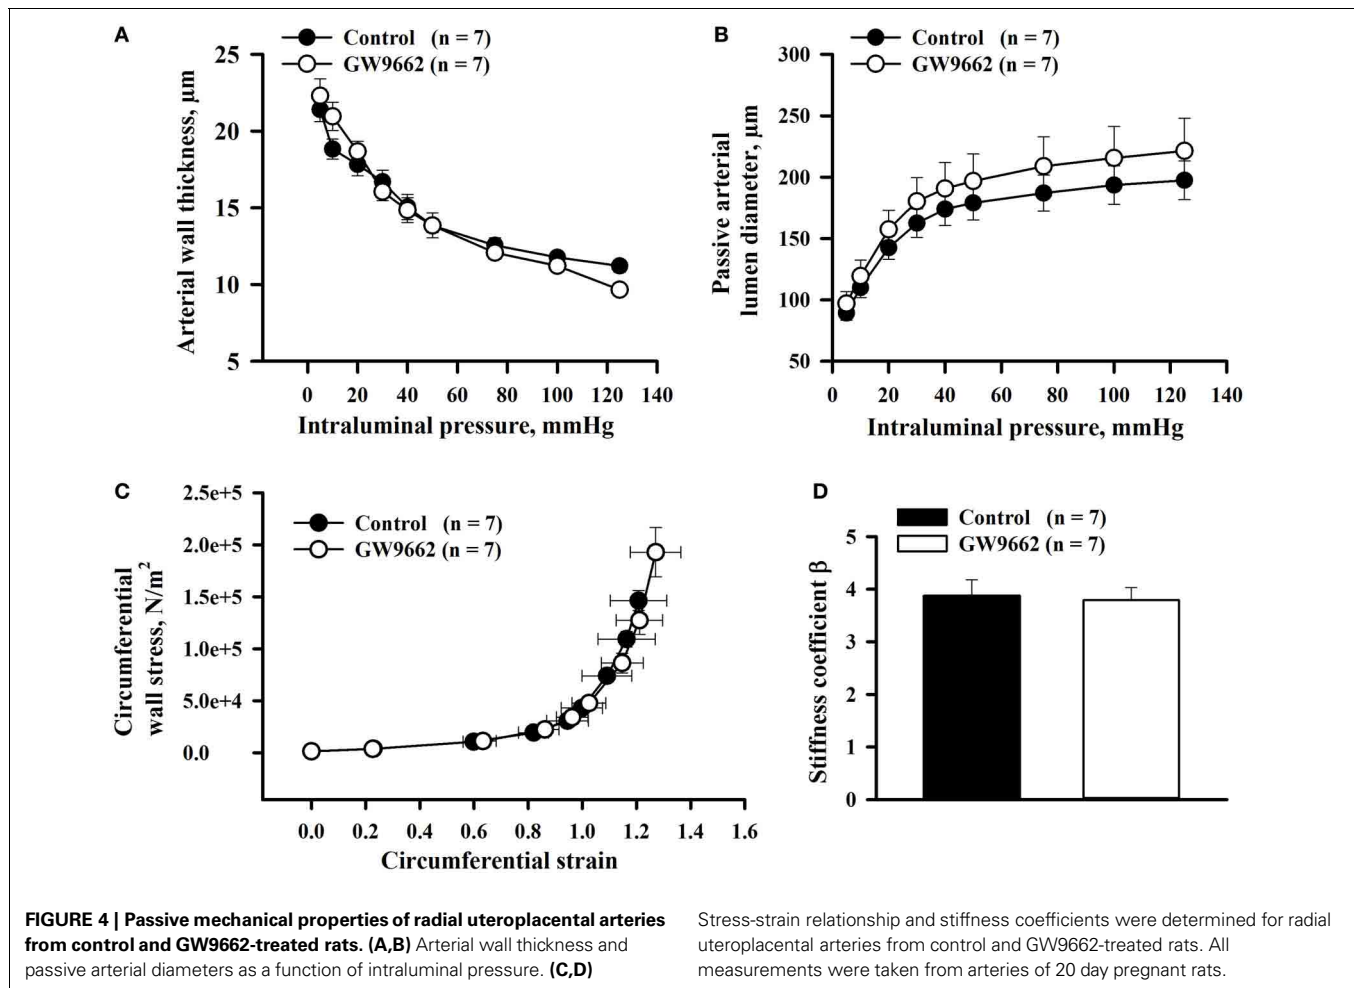 A
Control (n = 7)
GW9662 (n = 7)
25
20
15
10
5
Arterial wall thickness, µm
0 20 40 60 80 100 120 140
Intraluminal pressure, mmHg
B
Control (n = 7)
GW9662 (n = 7)
300
250
200
150
100
50
Passive arterial
lumen diameter, µm
0 20 40 60 80 100 120 140
Intraluminal pressure, mmHg
C
Control (n = 7)
GW9662 (n = 7)
2.5e+5
2.0e+5
1.5e+5
1.0e+5
5.0e+4
0.0
Circumferential
wall stress, N/m²
0.0 0.2 0.4 0.6 0.8 1.0 1.2 1.4 1.6
Circumferential strain
D
Control (n = 7)
GW9662 (n = 7)
5
4
3
2
1
0
Stiffness coefficient β
FIGURE 4 | Passive mechanical properties of radial uteroplacental arteries
from control and GW9662-treated rats. (A,B) Arterial wall thickness and
passive arterial diameters as a function of intraluminal pressure. (C,D)
Stress-strain relationship and stiffness coefficients were determined for radial
uteroplacental arteries from control and GW9662-treated rats. All
measurements were taken from arteries of 20 day pregnant rats.